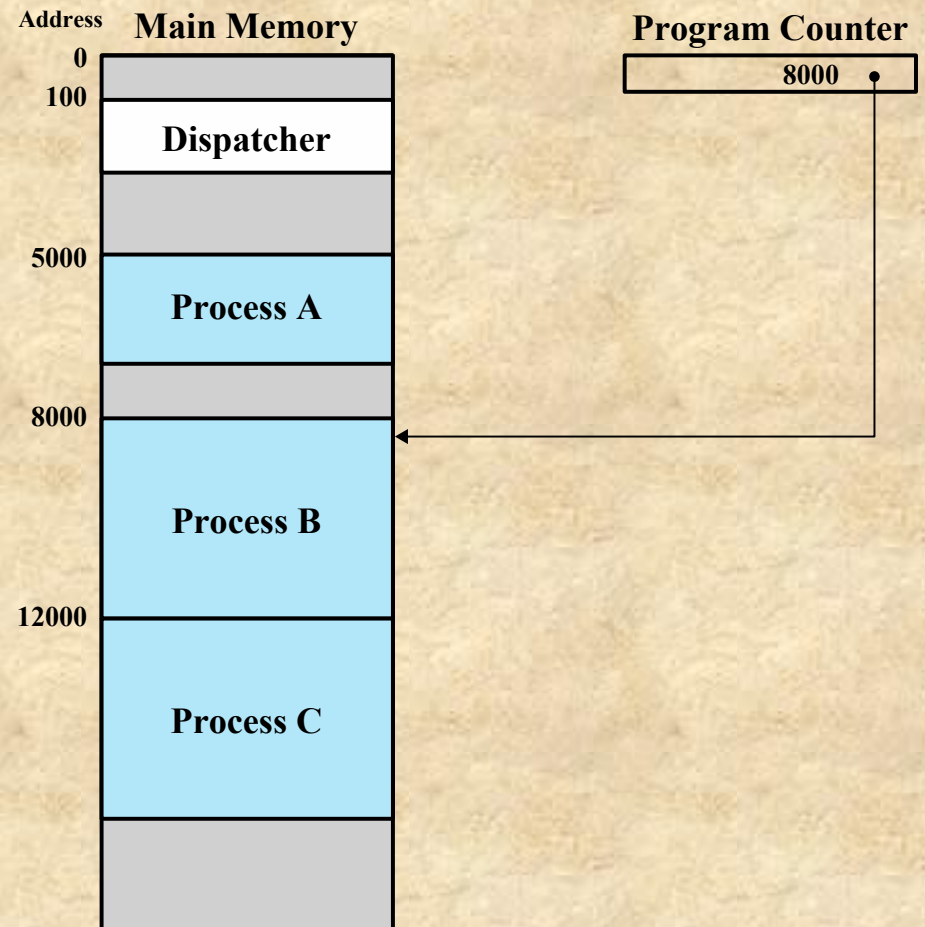 Address
Main Memory
Program Counter
0
8000
100
Dispatcher
5000
Process A
8000
Process B
12000
Process C